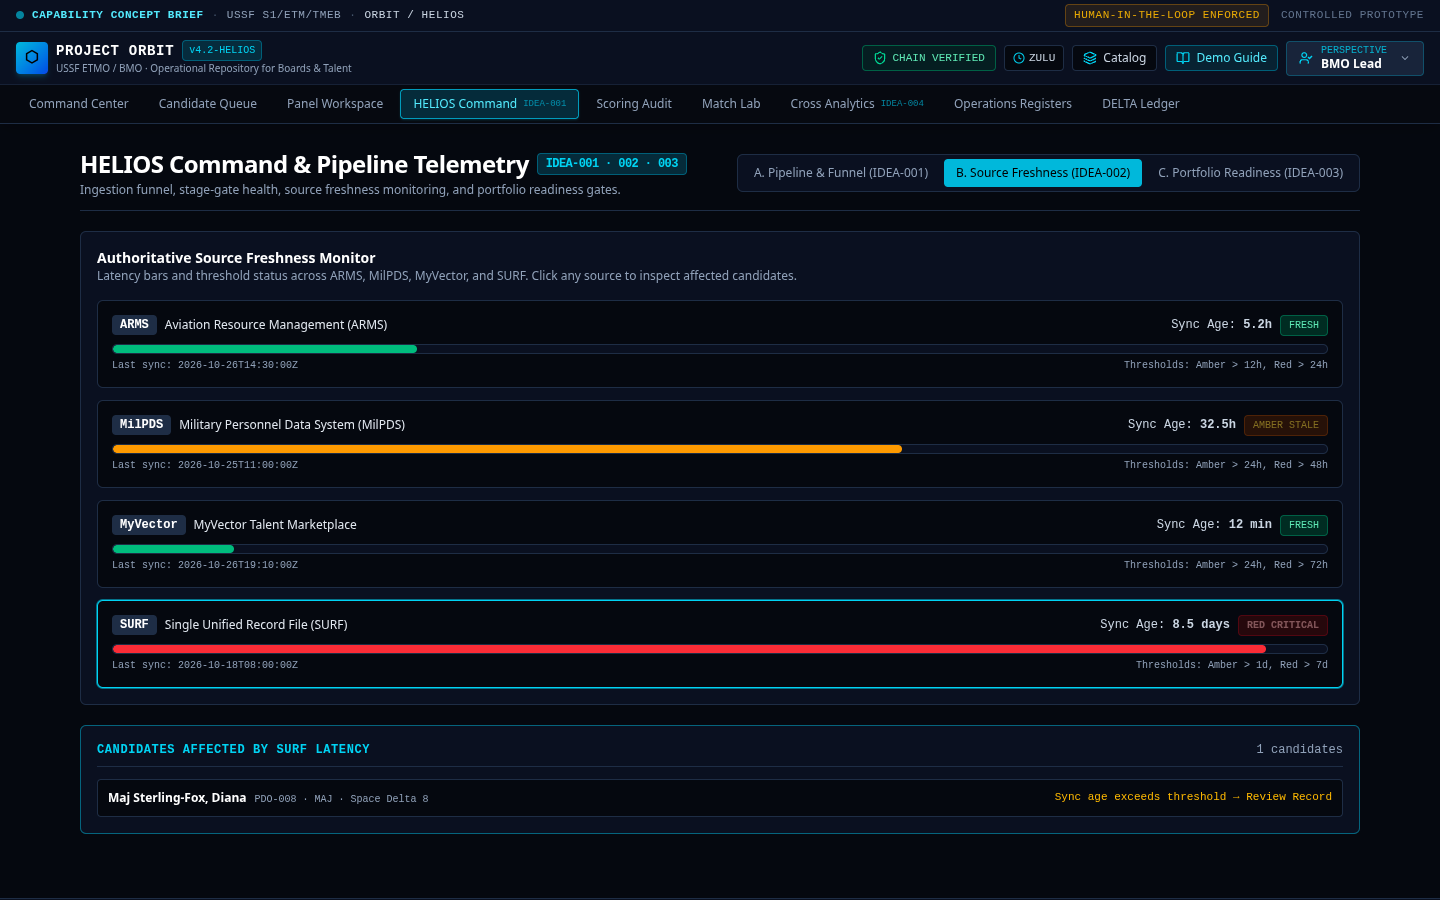 CAPABILITY CONCEPT BRIEF · USSF S1/ETM/TMEB · ORBIT / HELIOS
HUMAN-IN-THE-LOOP ENFORCED CONTROLLED PROTOTYPE
PROJECT ORBIT v4.2-HELIOS
USSF ETMO / BMO · Operational Repository for Boards & Talent
CHAIN VERIFIED ZULU Catalog Demo Guide
PERSPECTIVE
BMO Lead
Command Center Candidate Queue Panel Workspace HELIOS Command IDEA-001 Scoring Audit Match Lab Cross Analytics IDEA-004 Operations Registers DELTA Ledger
HELIOS Command & Pipeline Telemetry IDEA-001 · 002 · 003
Ingestion funnel, stage-gate health, source freshness monitoring, and portfolio readiness gates.
A. Pipeline & Funnel (IDEA-001) B. Source Freshness (IDEA-002) C. Portfolio Readiness (IDEA-003)
Authoritative Source Freshness Monitor
Latency bars and threshold status across ARMS, MilPDS, MyVector, and SURF. Click any source to inspect affected candidates.
ARMS Aviation Resource Management (ARMS) Sync Age: 5.2h FRESH
Last sync: 2026-10-26T14:30:00Z Thresholds: Amber > 12h, Red > 24h
MilPDS Military Personnel Data System (MilPDS) Sync Age: 32.5h AMBER STALE
Last sync: 2026-10-25T11:00:00Z Thresholds: Amber > 24h, Red > 48h
MyVector MyVector Talent Marketplace Sync Age: 12 min FRESH
Last sync: 2026-10-26T19:10:00Z Thresholds: Amber > 24h, Red > 72h
SURF Single Unified Record File (SURF) Sync Age: 8.5 days RED CRITICAL
Last sync: 2026-10-18T08:00:00Z Thresholds: Amber > 1d, Red > 7d
CANDIDATES AFFECTED BY SURF LATENCY 1 candidates
Maj Sterling-Fox, Diana PDO-008 · MAJ · Space Delta 8 Sync age exceeds threshold → Review Record